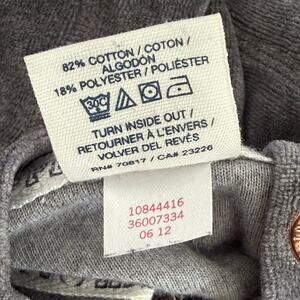 82% COTTON / COTON /
ALGODÓN
18% POLYESTER / POLIÉSTER
30C
TURN INSIDE OUT /
RETOURNER À L'ENVERS /
VOLVER DEL REVÉS
RN# 70817 / CA# 23226
10844416
36007334
06 12